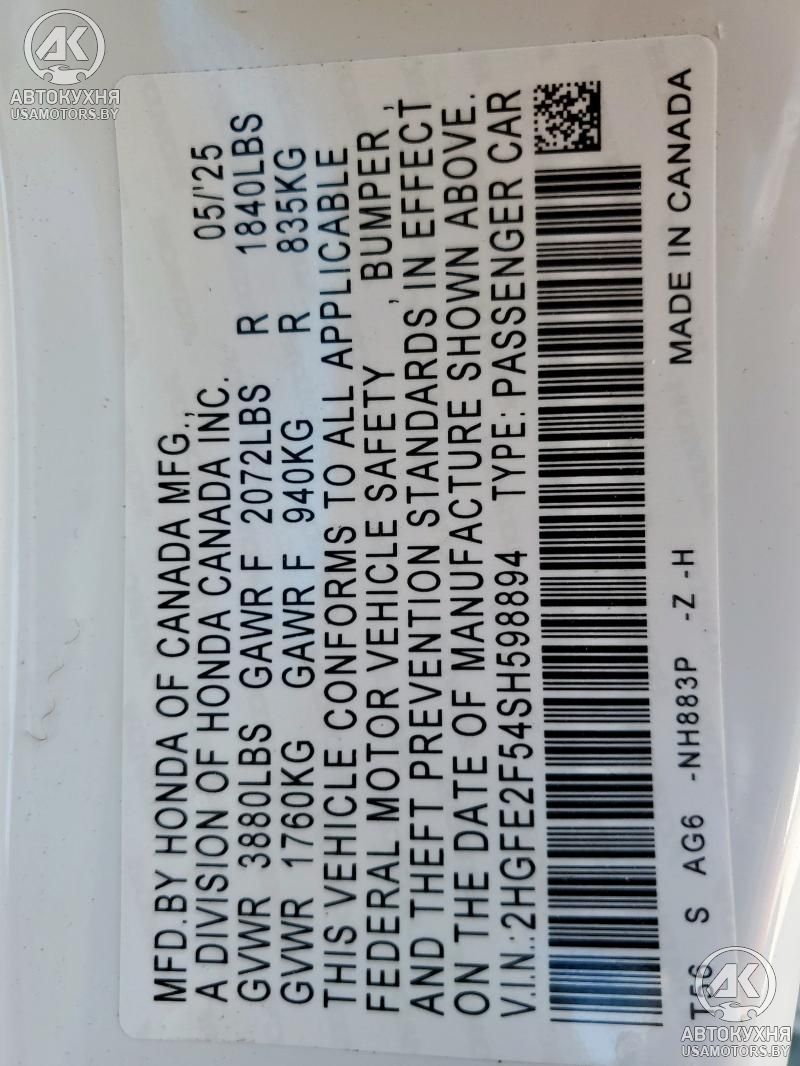 AK
АВТОКУХНЯ
USAMOTORS.BY
MFD.BY HONDA OF CANADA MFG.,
A DIVISION OF HONDA CANADA INC. 05/'25
GVWR 3880LBS GAWR F 2072LBS R 1840LBS
GVWR 1760KG GAWR F 940KG R 835KG
THIS VEHICLE CONFORMS TO ALL APPLICABLE
FEDERAL MOTOR VEHICLE SAFETY , BUMPER ,
AND THEFT PREVENTION STANDARDS IN EFFECT
ON THE DATE OF MANUFACTURE SHOWN ABOVE.
V.I.N.:2HGFE2F54SH598894 TYPE: PASSENGER CAR
S AG6 -NH883P -Z -H MADE IN CANADA
AK
АВТОКУХНЯ
USAMOTORS.BY